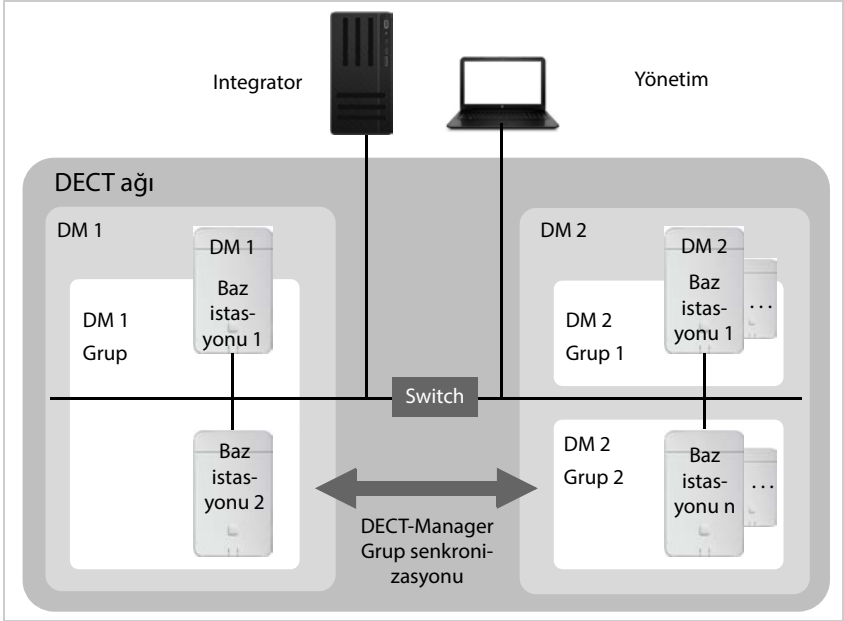 Integrator
Yönetim
DECT ağı
DM 1
DM 1
Baz
istas-
yonu 1
DM 1
Grup
DM 2
DM 2
Baz
istas-
yonu 1
...
DM 2
Grup 1
Switch
Baz
istas-
yonu 2
DM 2
Grup 2
Baz
istas-
yonu n
...
DECT-Manager
Grup senkroni-
zasyonu